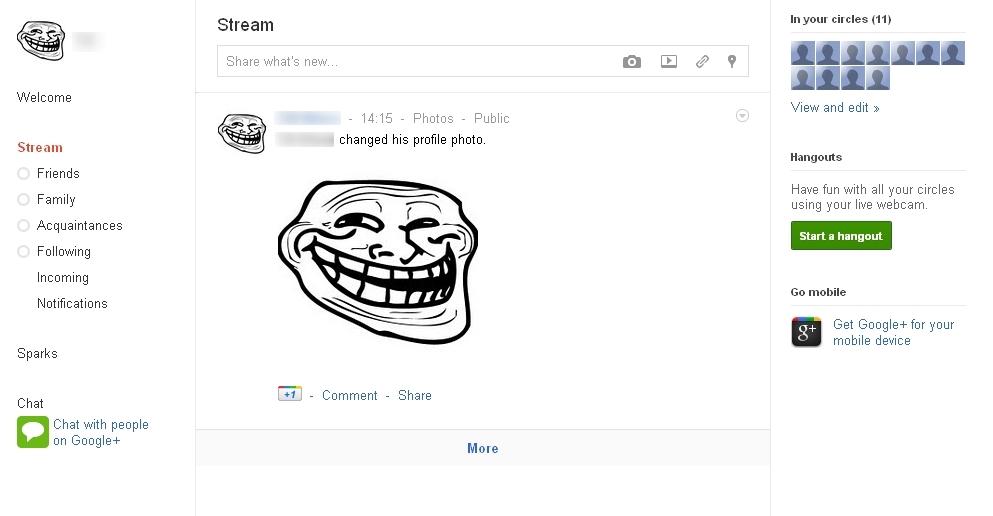 Welcome
Stream
Friends
Family
Acquaintances
Following
Incoming
Notifications
Sparks
Chat
Chat with people
on Google+
Stream
Share what's new...
- 14:15 - Photos - Public
changed his profile photo.
+1 - Comment - Share
More
In your circles (11)
View and edit »
Hangouts
Have fun with all your circles
using your live webcam.
Start a hangout
Go mobile
g+
Get Google+ for your
mobile device